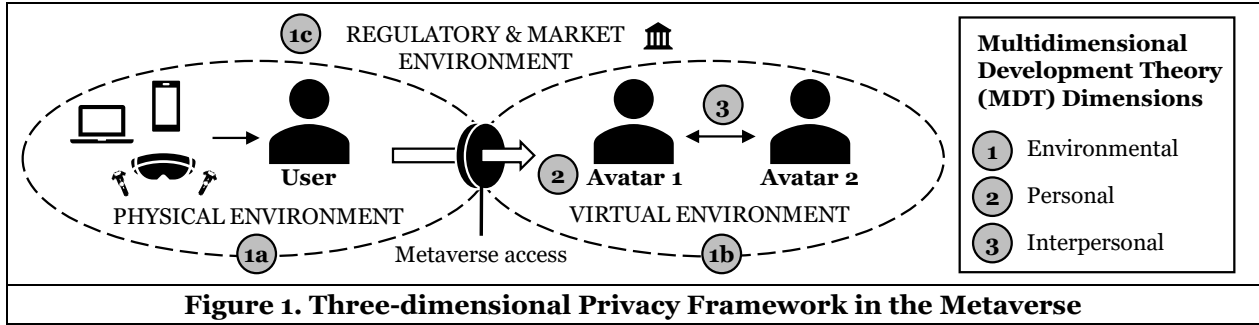 1c
REGULATORY & MARKET
ENVIRONMENT
3
User
2
Avatar 1
Avatar 2
PHYSICAL ENVIRONMENT
VIRTUAL ENVIRONMENT
1a
Metaverse access
1b
Multidimensional
Development Theory
(MDT) Dimensions
1 Environmental
2 Personal
3 Interpersonal
Figure 1. Three-dimensional Privacy Framework in the Metaverse